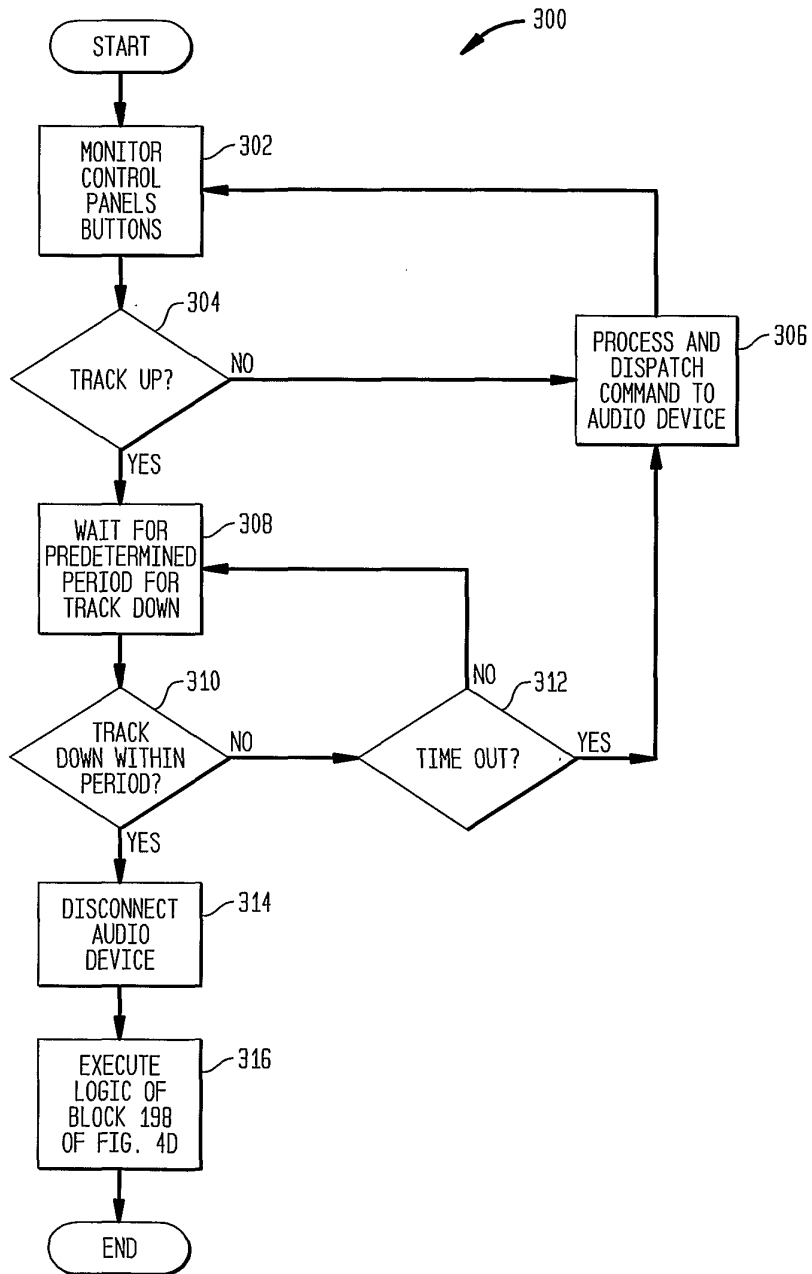 START
300
MONITOR
CONTROL
PANELS
BUTTONS
302
304
TRACK UP?
NO
YES
PROCESS AND
DISPATCH
COMMAND TO
AUDIO DEVICE
306
WAIT FOR
PREDETERMINED
PERIOD FOR
TRACK DOWN
308
310
TRACK
DOWN WITHIN
PERIOD?
NO
YES
NO
312
TIME OUT?
YES
DISCONNECT
AUDIO
DEVICE
314
EXECUTE
LOGIC OF
BLOCK 198
OF FIG. 4D
316
END